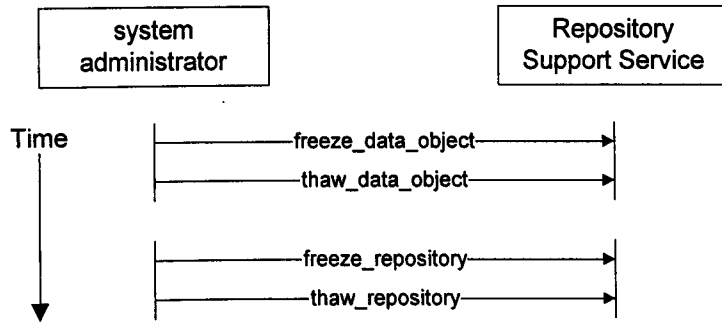 system
administrator
Repository
Support Service
Time
freeze_data_object
thaw_data_object
freeze_repository
thaw_repository